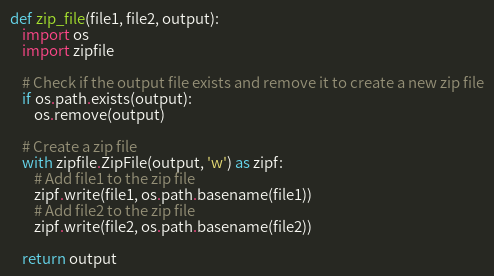 def zip_file(file1, file2, output):
    import os
    import zipfile

    # Check if the output file exists and remove it to create a new zip file
    if os.path.exists(output):
        os.remove(output)

    # Create a zip file
    with zipfile.ZipFile(output, 'w') as zipf:
        # Add file1 to the zip file
        zipf.write(file1, os.path.basename(file1))
        # Add file2 to the zip file
        zipf.write(file2, os.path.basename(file2))

    return output